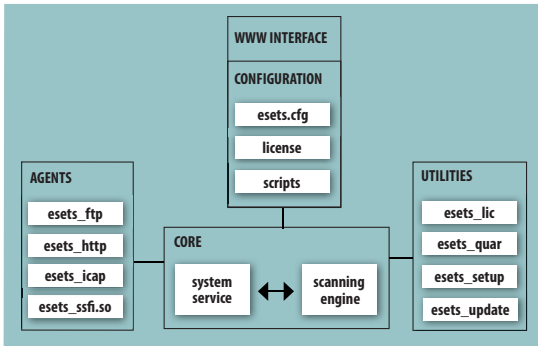 WWW INTERFACE
CONFIGURATION
esets.cfg
license
scripts
AGENTS
esets_ftp
esets_http
esets_icap
esets_ssfi.so
CORE
system
service
scanning
engine
UTILITIES
esets_lic
esets_quar
esets_setup
esets_update